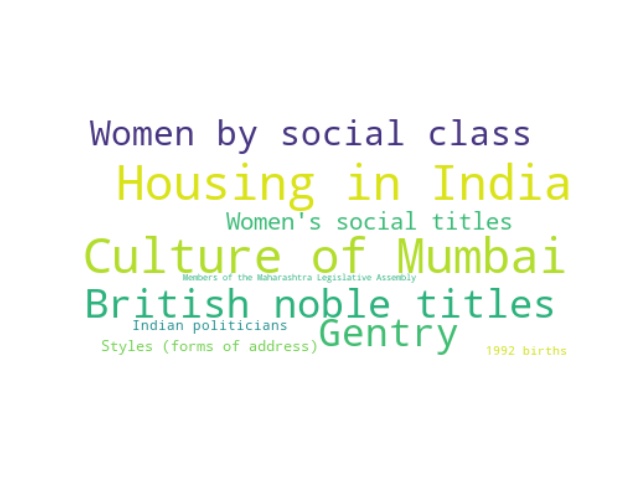 Women by social class
Housing in India
Women's social titles
Culture of Mumbai
Members of the Maharashtra Legislative Assembly
British noble titles
Indian politicians
Gentry
Styles (forms of address)
1992 births